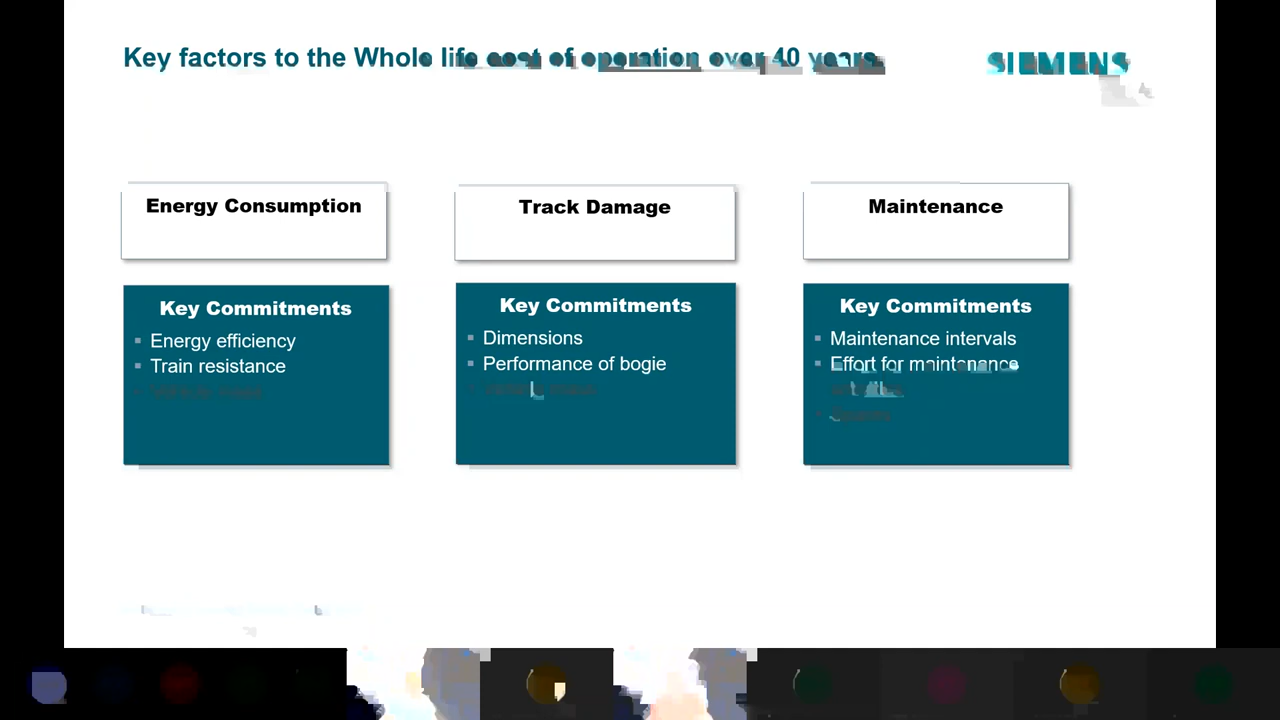 Key factors to the Whole life cost of operation over 40 years
SIEMENS
Energy Consumption
Track Damage
Maintenance
Key Commitments
Energy efficiency
Train resistance
Key Commitments
Dimensions
Performance of bogie
Key Commitments
Maintenance intervals
Effort for maintenance